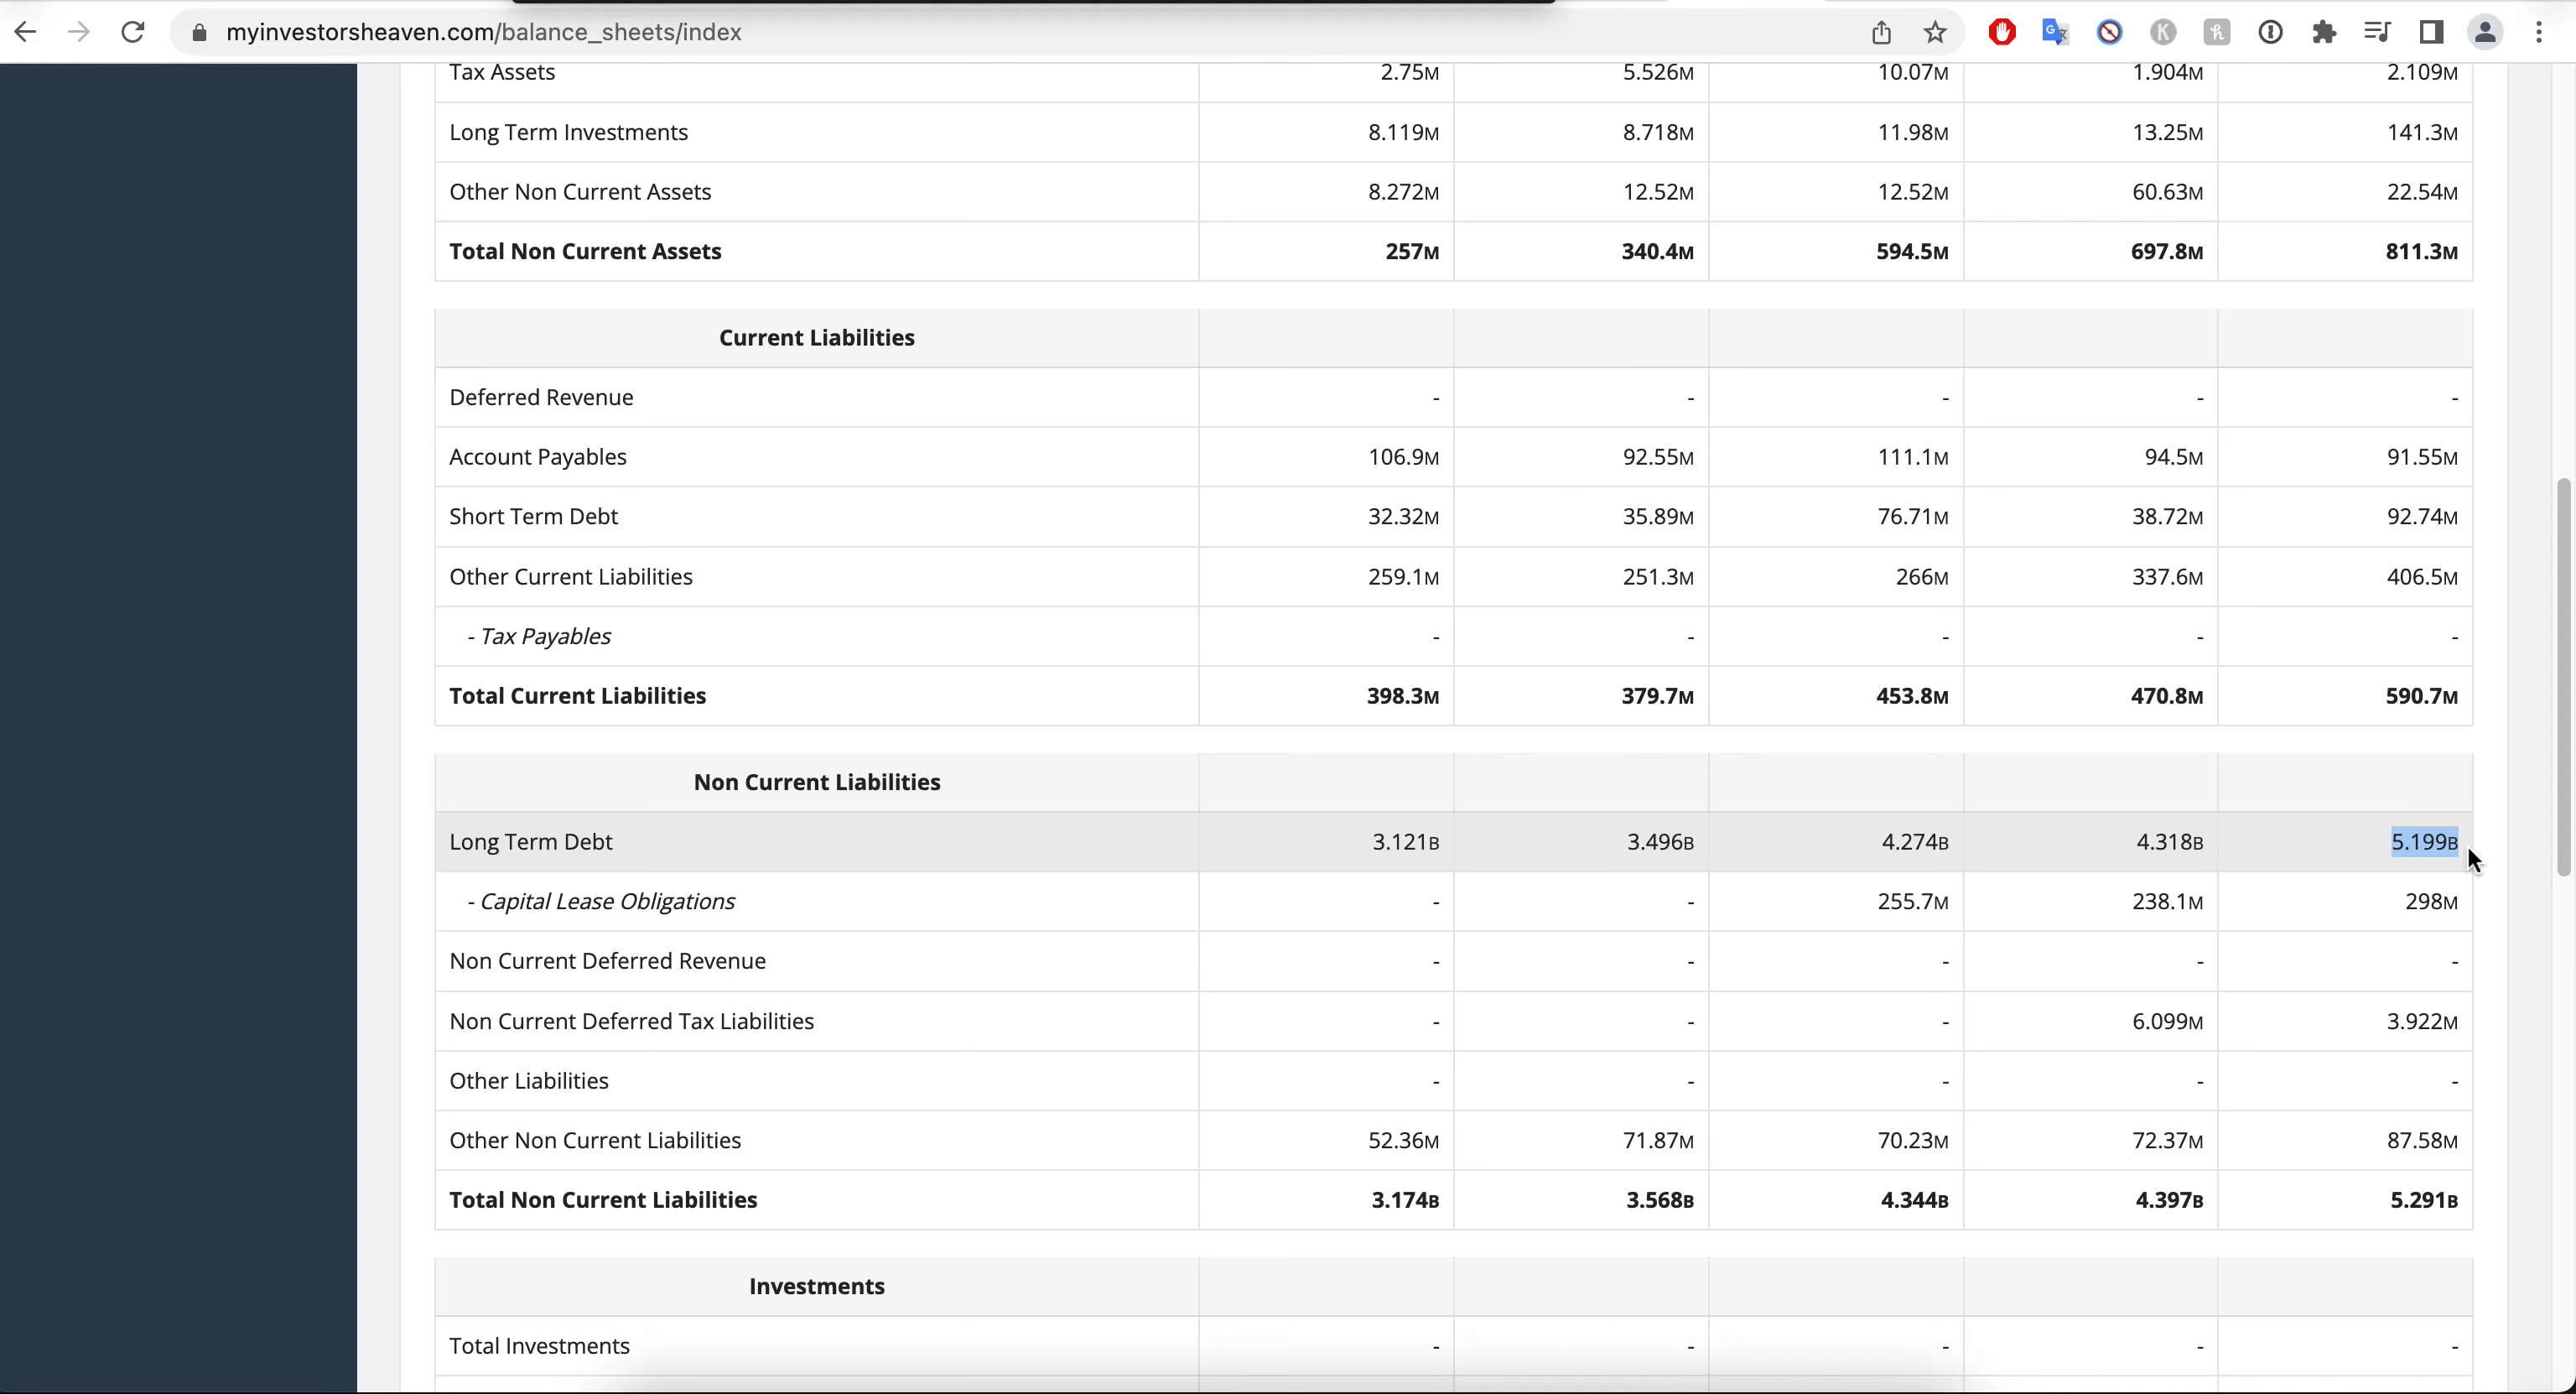 myinvestorsheaven.com/balance_sheets/index
Tax Assets 2.75M 5.526M 10.07M 1.904M 2.109M
Long Term Investments 8.119M 8.718M 11.98M 13.25M 141.3M
Other Non Current Assets 8.272M 12.52M 12.52M 60.63M 22.54M
Total Non Current Assets 257M 340.4M 594.5M 697.8M 811.3M
Current Liabilities
Deferred Revenue - - - - -
Account Payables 106.9M 92.55M 111.1M 94.5M 91.55M
Short Term Debt 32.32M 35.89M 76.71M 38.72M 92.74M
Other Current Liabilities 259.1M 251.3M 266M 337.6M 406.5M
- Tax Payables - - - - -
Total Current Liabilities 398.3M 379.7M 453.8M 470.8M 590.7M
Non Current Liabilities
Long Term Debt 3.121B 3.496B 4.274B 4.318B 5.199B
- Capital Lease Obligations - - 255.7M 238.1M 298M
Non Current Deferred Revenue - - - - -
Non Current Deferred Tax Liabilities - - - 6.099M 3.922M
Other Liabilities - - - - -
Other Non Current Liabilities 52.36M 71.87M 70.23M 72.37M 87.58M
Total Non Current Liabilities 3.174B 3.568B 4.344B 4.397B 5.291B
Investments
Total Investments - - - - -